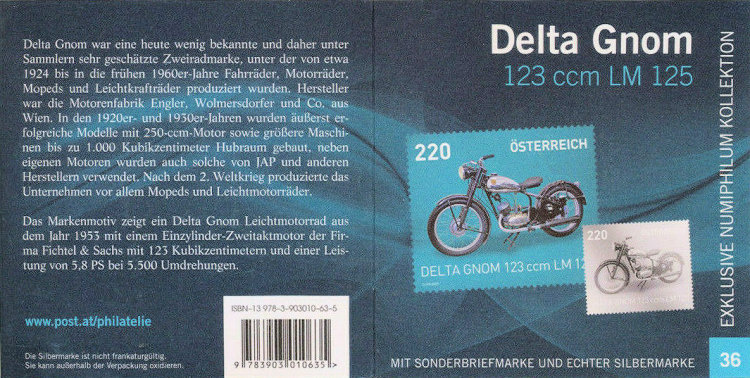 Delta Gnom war eine heute wenig bekannte und daher unter
Sammlern sehr geschätzte Zweiradmarke, unter der von etwa
1924 bis in die frühen 1960er-Jahre Fahrräder, Motorräder,
Mopeds und Leichtkrafträder produziert wurden. Hersteller
war die Motorenfabrik Engler, Wolmersdorfer und Co. aus
Wien. In den 1920er- und 1930er-Jahren wurden äußerst er-
folgreiche Modelle mit 250-ccm-Motor sowie größere Maschi-
nen bis zu 1.000 Kubikzentimeter Hubraum gebaut, neben
eigenen Motoren wurden auch solche von JAP und anderen
Herstellern verwendet. Nach dem 2. Weltkrieg produzierte das
Unternehmen vor allem Mopeds und Leichtmotorräder.
Das Markenmotiv zeigt ein Delta Gnom Leichtmotorrad aus
dem Jahr 1953 mit einem Einzylinder-Zweitaktmotor der Fir-
ma Fichtel & Sachs mit 123 Kubikzentimetern und einer Leis-
tung von 5,8 PS bei 5.500 Umdrehungen.
www.post.at/philatelie
Die Silbermarke ist nicht frankaturgültig.
Sie kann außerhalb der Verpackung oxidieren.
ISBN-13 978-3-903010-63-5
9 783903 010635 >
Delta Gnom
123 ccm LM 125
220 ÖSTERREICH
DELTA GNOM 123 ccm LM 12
220
DELTA GNOM 123 ccm LM 125
MIT SONDERBRIEFMARKE UND ECHTER SILBERMARKE
EXKLUSIVE NUMIPHILUM KOLLEKTION
36